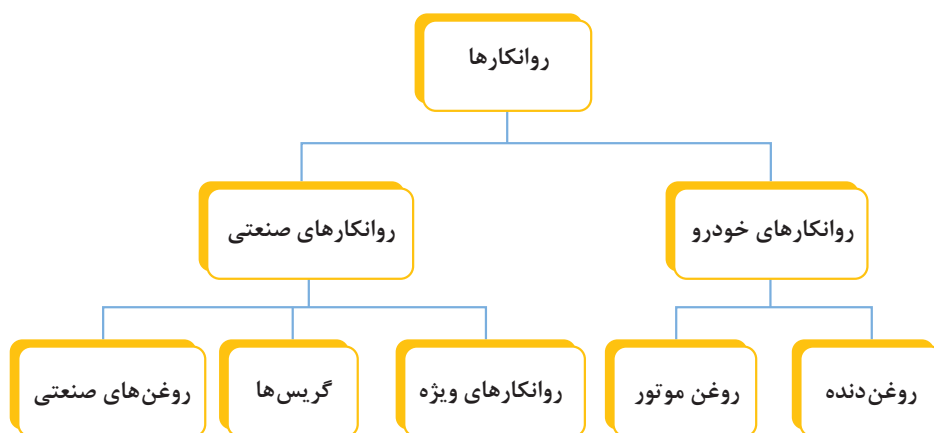 روانکارها
روانکارهای خودرو
روانکارهای صنعتی
روغن‌دنده
روغن موتور
روانکارهای ویژه
گریس‌ها
روغن‌های صنعتی